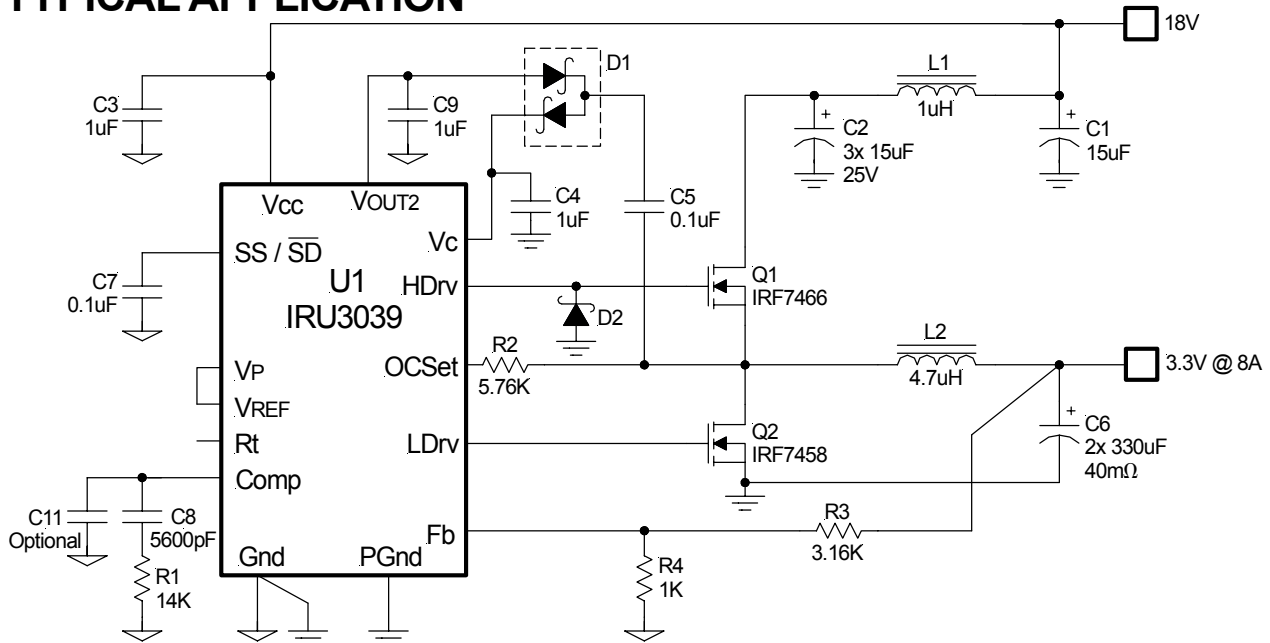 TYPICAL APPLICATION
18V
D1
L1
1uH
C3
1uF
C9
1uF
C2
3x 15uF
25V
C1
15uF
C4
1uF
C5
0.1uF
Vcc
VOUT2
Vc
SS / SD
U1
IRU3039
HDrv
C7
0.1uF
D2
Q1
IRF7466
L2
4.7uH
3.3V @ 8A
OCSet
R2
5.76K
VP
VREF
Rt
LDrv
Q2
IRF7458
C6
2x 330uF
40mΩ
Comp
C11
Optional
C8
5600pF
R1
14K
Gnd
PGnd
Fb
R3
3.16K
R4
1K